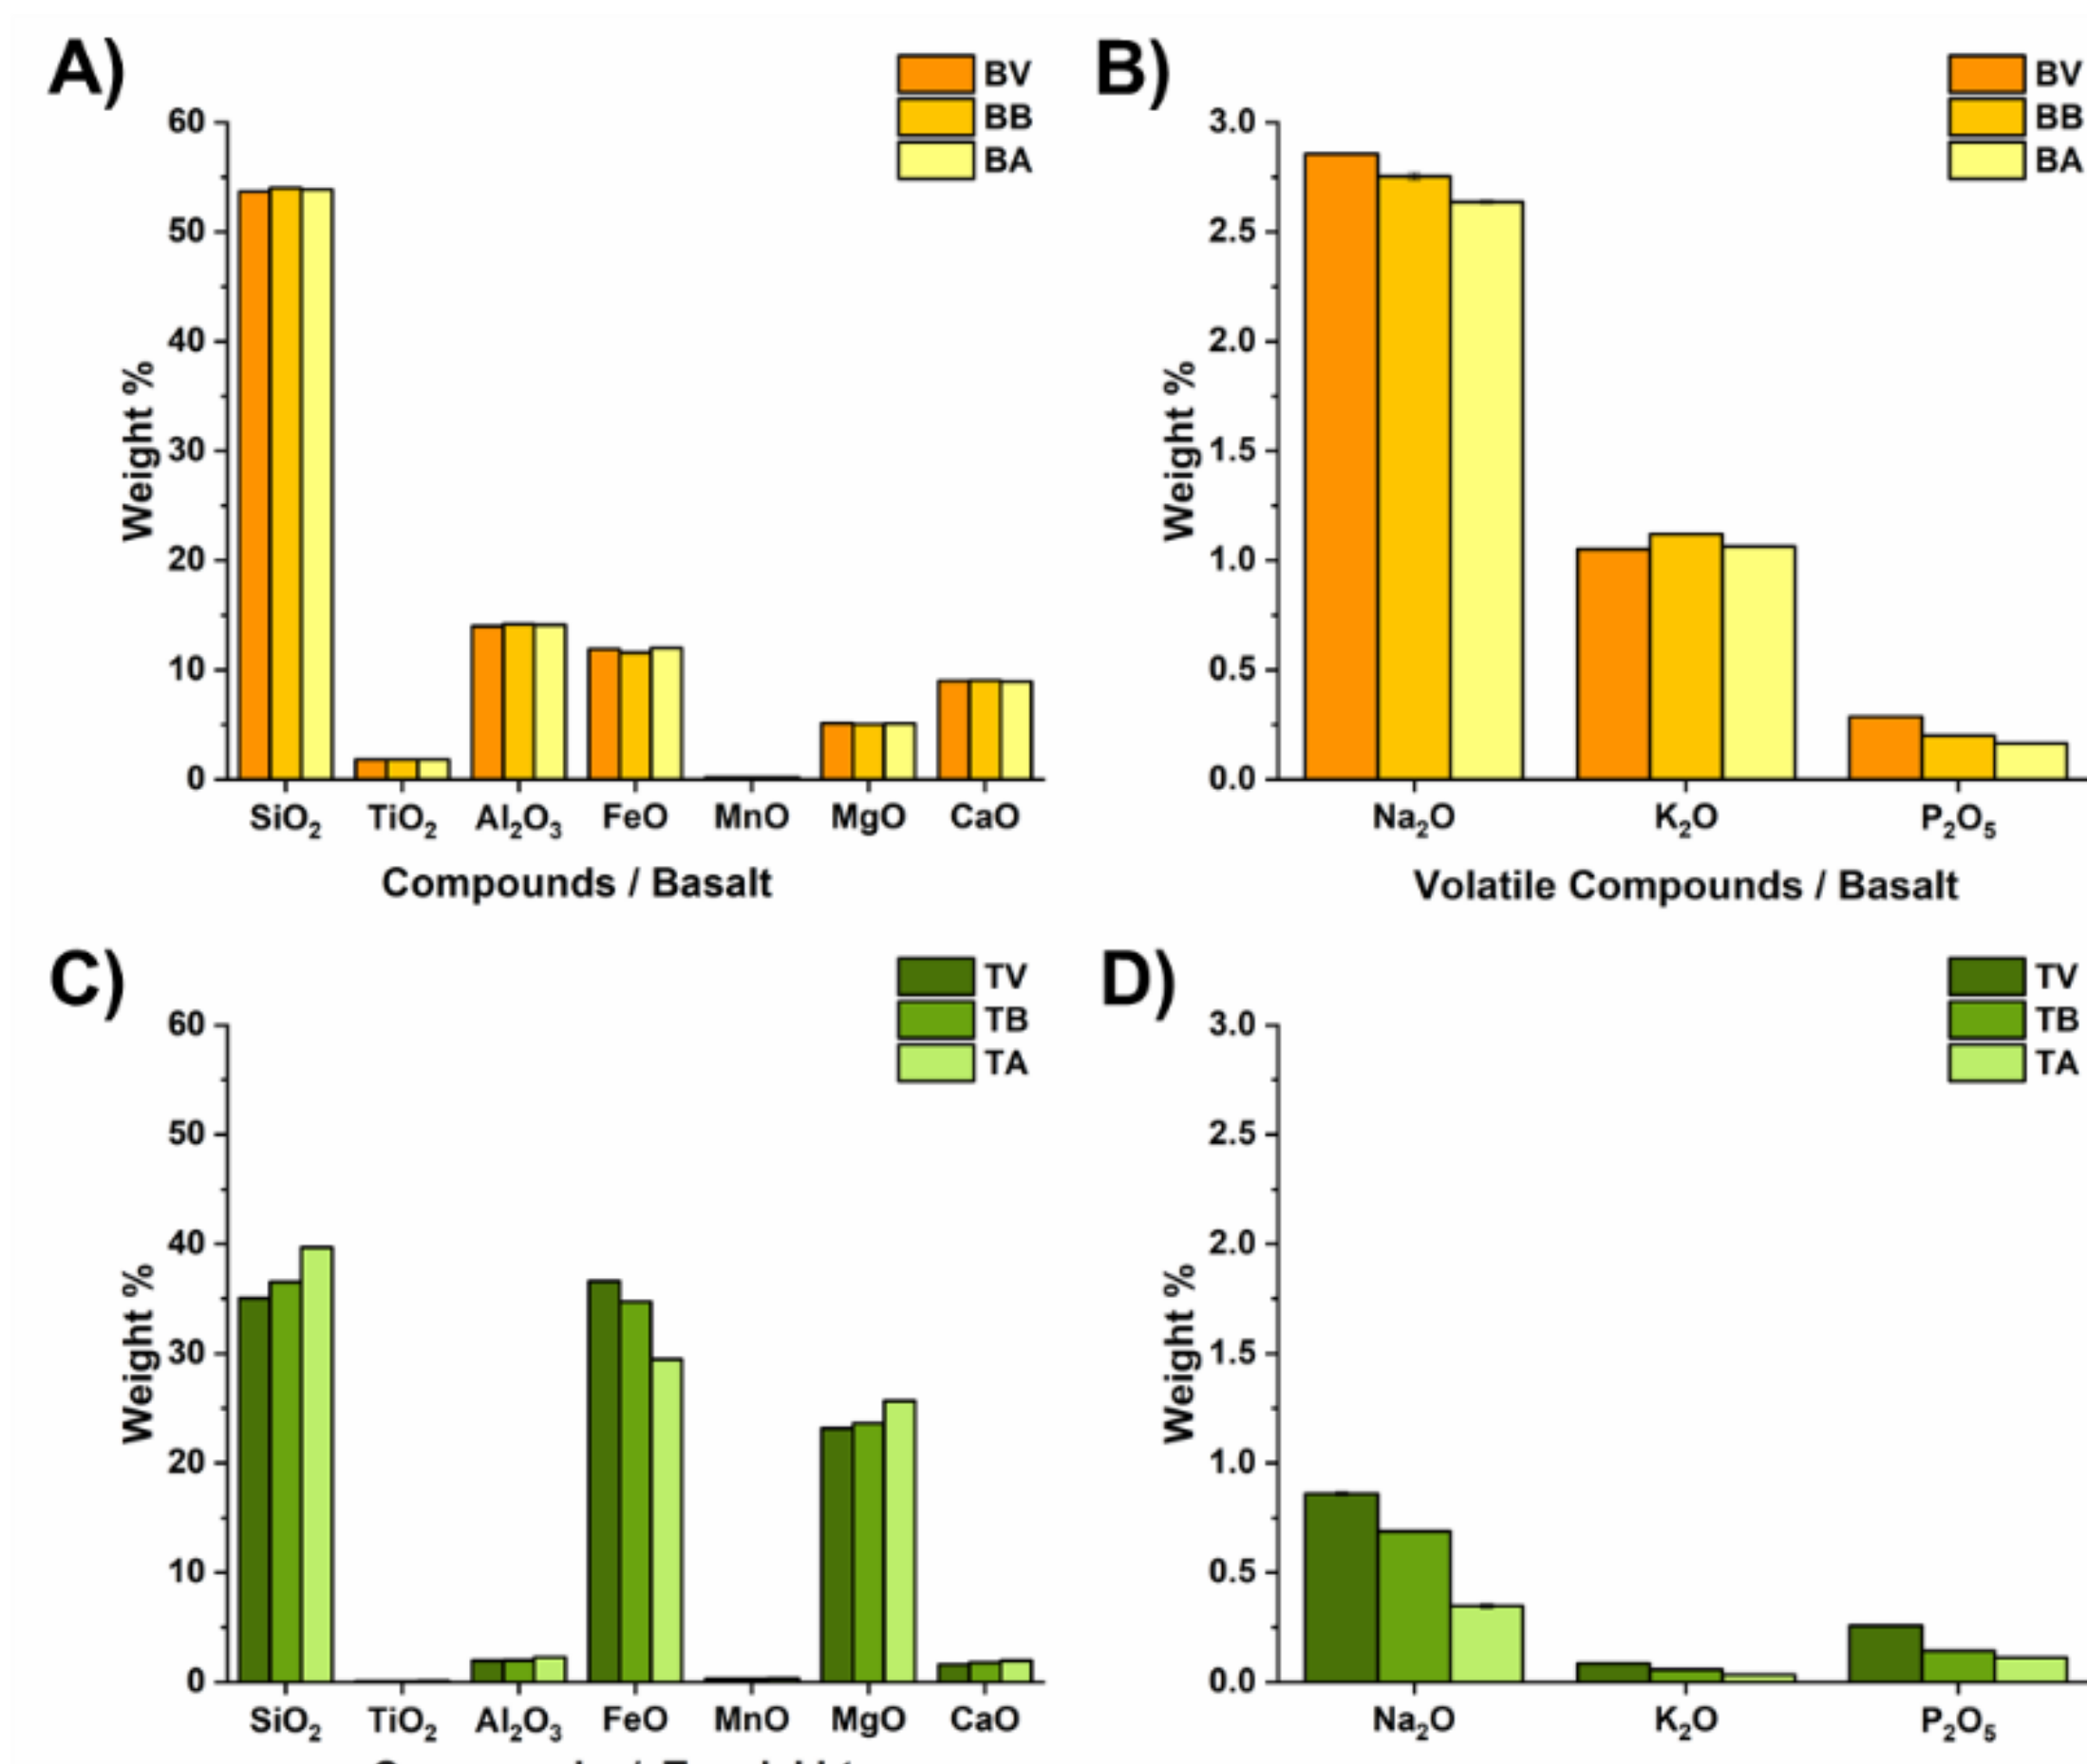 A)
BV
BB
BA
60
50
40
30
20
10
0
Weight %
SiO₂ TiO₂ Al₂O₃ FeO MnO MgO CaO
Compounds / Basalt
B)
BV
BB
BA
3.0
2.5
2.0
1.5
1.0
0.5
0.0
Weight %
Na₂O K₂O P₂O₅
Volatile Compounds / Basalt
C)
TV
TB
TA
60
50
40
30
20
10
0
Weight %
SiO₂ TiO₂ Al₂O₃ FeO MnO MgO CaO
D)
TV
TB
TA
3.0
2.5
2.0
1.5
1.0
0.5
0.0
Weight %
Na₂O K₂O P₂O₅